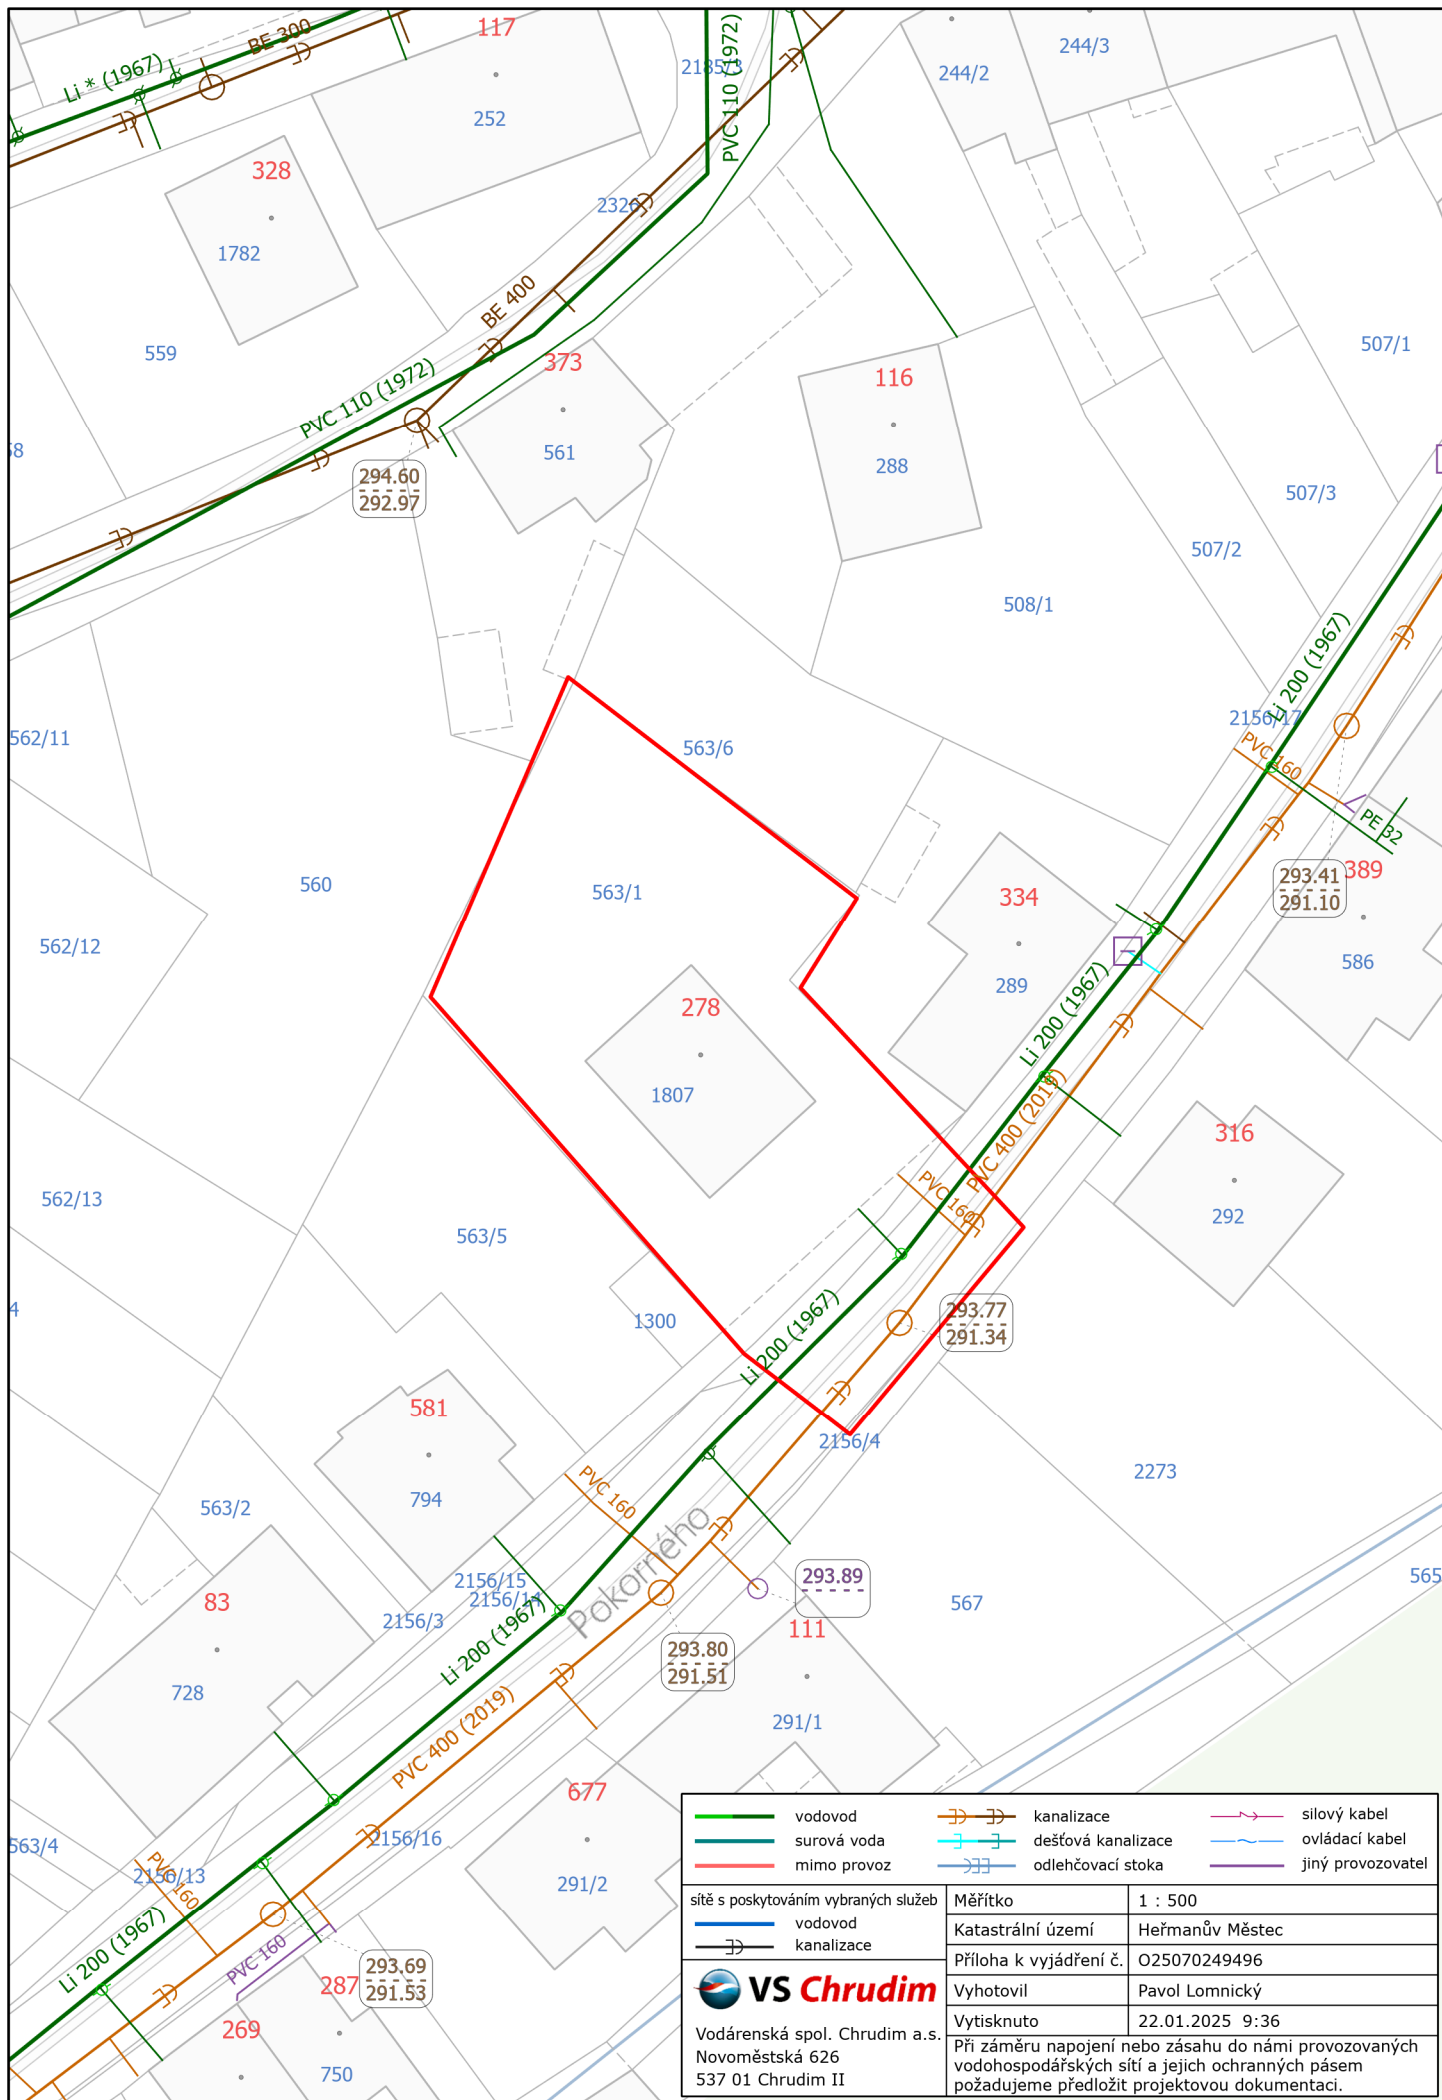 117
BE 300
Li * (1967)
2185/3
PVC 110 (1972)
244/3
244/2
252
328
2326
1782
BE 400
559
507/1
373
PVC 110 (1972)
116
58
561
288
294.60
292.97
507/3
507/2
508/1
Li 200 (1967)
2156/17
562/11
563/6
PVC 160
PE 32
389
293.41
291.10
560
563/1
334
562/12
586
289
278
Li 200 (1967)
1807
PVC 400 (2019)
316
PVC 160
562/13
292
563/5
4
1300
293.77
291.34
Li 200 (1967)
581
2156/4
2273
PVC 160
794
563/2
Pokorného
2156/15
2156/14
293.89
565
83
2156/3
567
111
Li 200 (1967)
293.80
291.51
728
291/1
PVC 400 (2019)
677
563/4
2156/16
2156/13
PVC 160
291/2
Li 200 (1967)
PVC 160
293.69
291.53
287
269
750
vodovod
surová voda
mimo provoz
kanalizace
dešťová kanalizace
odlehčovací stoka
silový kabel
ovládací kabel
jiný provozovatel
sítě s poskytováním vybraných služeb
vodovod
kanalizace
Měřítko 1 : 500
Katastrální území Heřmanův Městec
Příloha k vyjádření č. O25070249496
Vyhotovil Pavol Lomnický
Vytisknuto 22.01.2025 9:36
VS Chrudim
Vodárenská spol. Chrudim a.s.
Novoměstská 626
537 01 Chrudim II
Při záměru napojení nebo zásahu do námi provozovaných
vodohospodářských sítí a jejich ochranných pásem
požadujeme předložit projektovou dokumentaci.